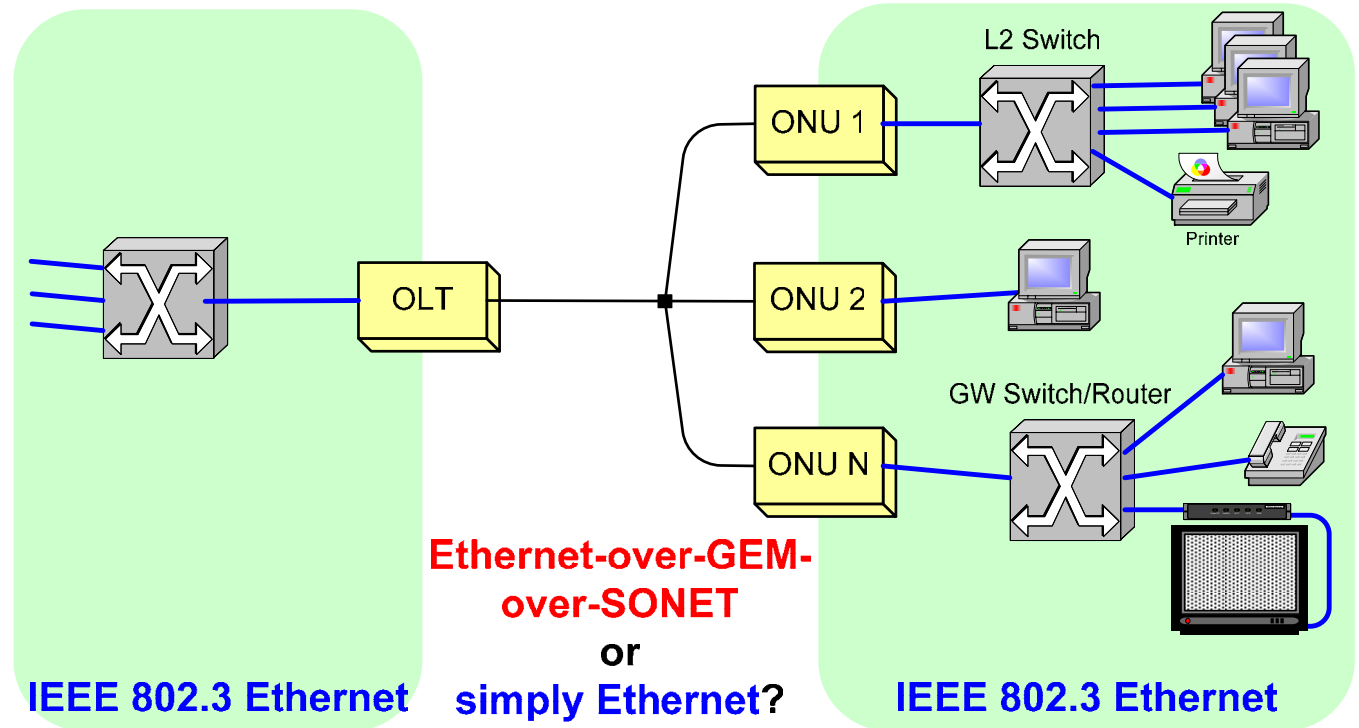 L2 Switch
ONU 1
Printer
OLT
ONU 2
GW Switch/Router
ONU N
Ethernet-over-GEM-
over-SONET
or
simply Ethernet?
IEEE 802.3 Ethernet
IEEE 802.3 Ethernet